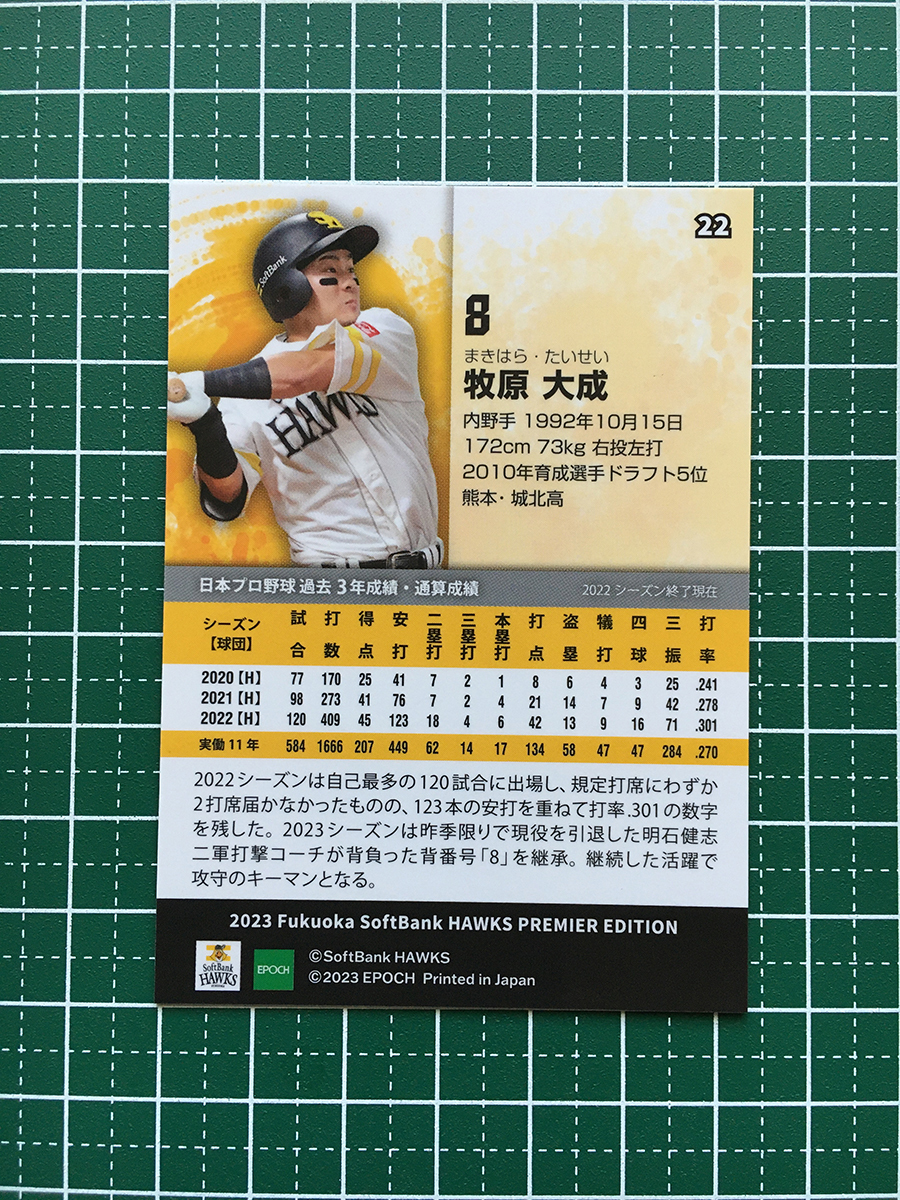 22
SoftBank
HAWKS
8
まきはら・たいせい
牧原 大成
内野手 1992年10月15日
172cm 73kg 右投左打
2010年育成選手ドラフト5位
熊本・城北高
日本プロ野球 過去 3年成績・通算成績 2022 シーズン終了現在
シーズン【球団】 試合 打数 得点 安打 二塁打 三塁打 本塁打 打点 盗塁 犠打 四球 三振 打率
2020【H】 77 170 25 41 7 2 1 8 6 4 3 25 .241
2021【H】 98 273 41 76 7 2 4 21 14 7 9 42 .278
2022【H】 120 409 45 123 18 4 6 42 13 9 16 71 .301
実働 11 年 584 1666 207 449 62 14 17 134 58 47 47 284 .270
2022シーズンは自己最多の120試合に出場し、規定打席にわずか
2打席届かなかったものの、123本の安打を重ねて打率.301の数字
を残した。2023シーズンは昨季限りで現役を引退した明石健志
二軍打撃コーチが背負った背番号「8」を継承。継続した活躍で
攻守のキーマンとなる。
2023 Fukuoka SoftBank HAWKS PREMIER EDITION
SoftBank
HAWKS
EPOCH
©SoftBank HAWKS
©2023 EPOCH Printed in Japan